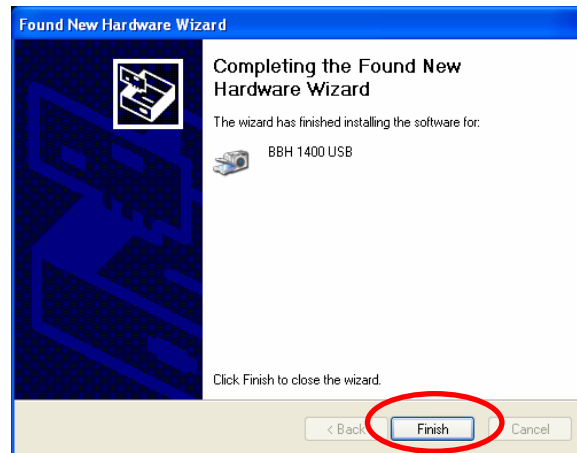 Found New Hardware Wizard
Completing the Found New
Hardware Wizard
The wizard has finished installing the software for:
BBH 1400 USB
Click Finish to close the wizard.
< Back
Finish
Cancel